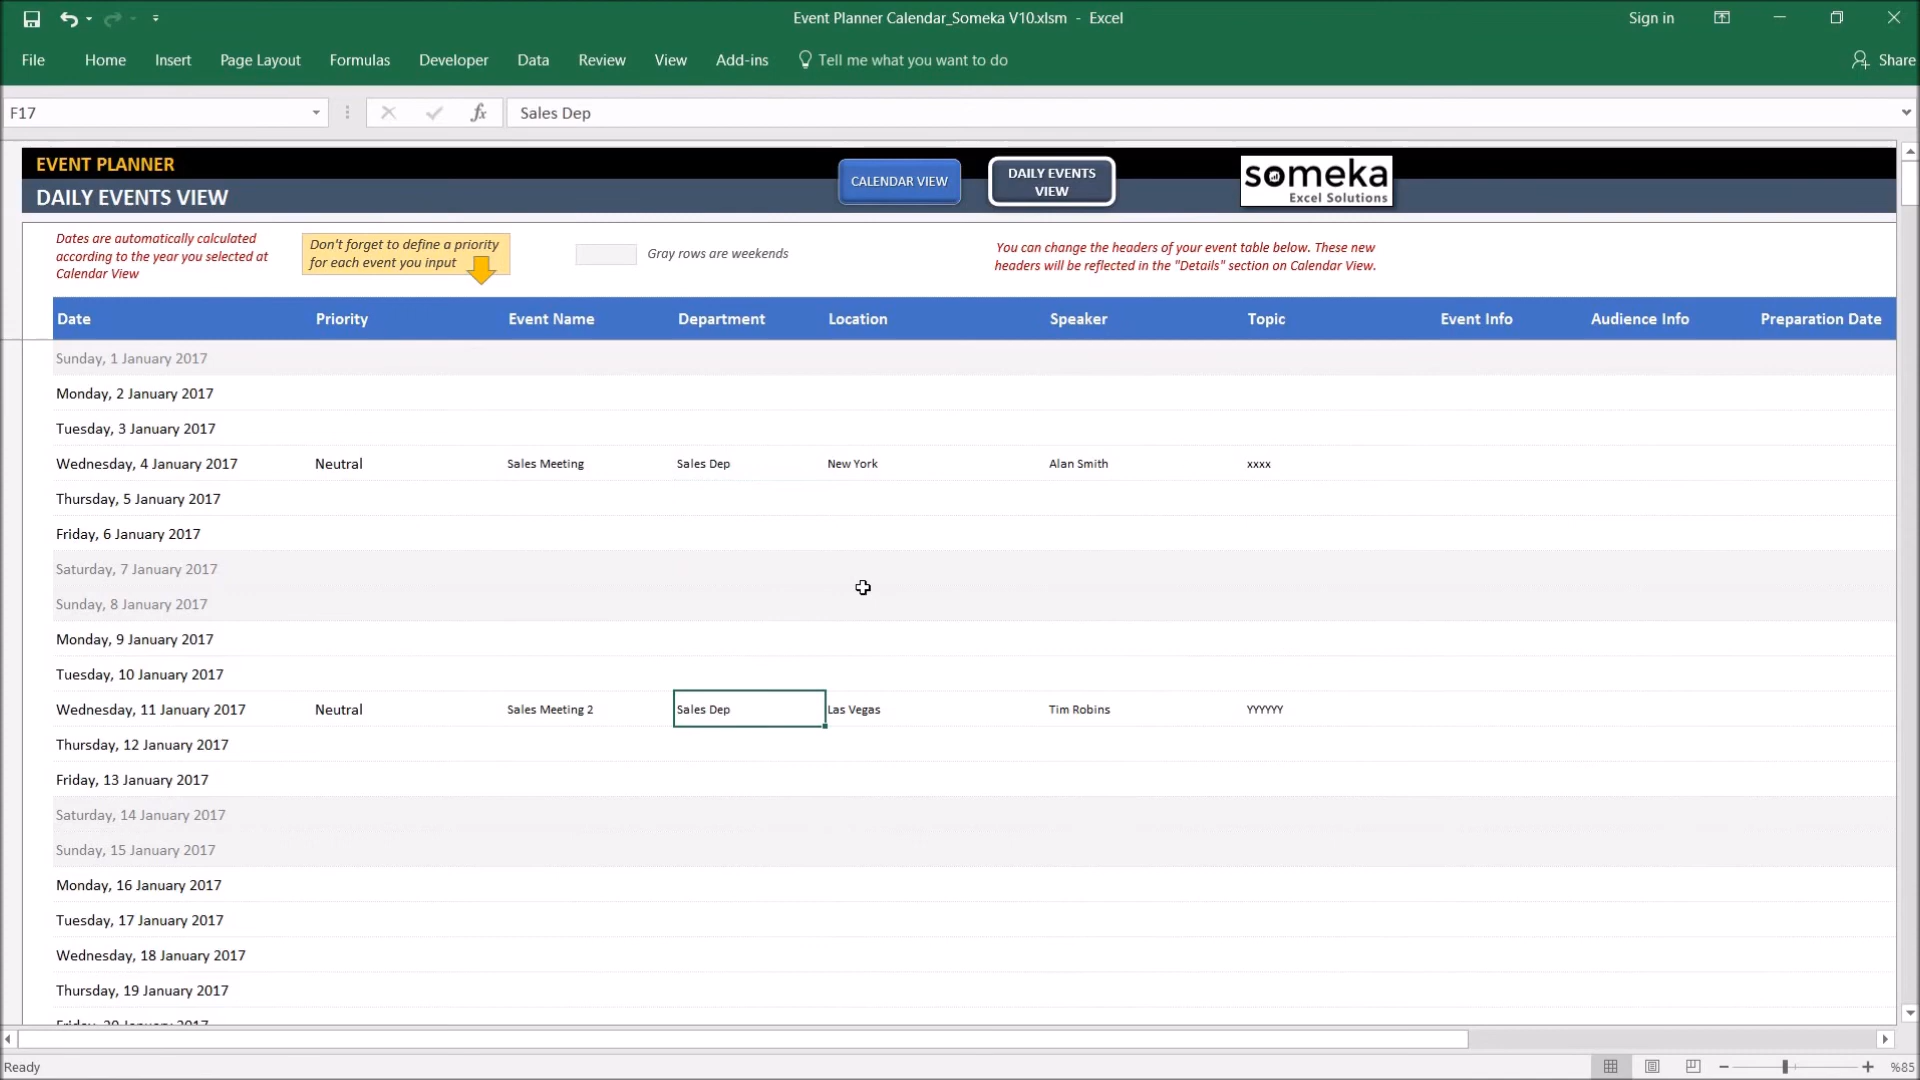 Event Planner Calendar_Someka V10.xlsm - Excel
Sign in
File Home Insert Page Layout Formulas Developer Data Review View Add-ins Tell me what you want to do Share
F17 fx Sales Dep
EVENT PLANNER
DAILY EVENTS VIEW
CALENDAR VIEW
DAILY EVENTS
VIEW
someka
Excel Solutions
Dates are automatically calculated
according to the year you selected at
Calendar View
Don't forget to define a priority
for each event you input
Gray rows are weekends
You can change the headers of your event table below. These new
headers will be reflected in the "Details" section on Calendar View.
Date Priority Event Name Department Location Speaker Topic Event Info Audience Info Preparation Date
Sunday, 1 January 2017
Monday, 2 January 2017
Tuesday, 3 January 2017
Wednesday, 4 January 2017 Neutral Sales Meeting Sales Dep New York Alan Smith xxxx
Thursday, 5 January 2017
Friday, 6 January 2017
Saturday, 7 January 2017
Sunday, 8 January 2017
Monday, 9 January 2017
Tuesday, 10 January 2017
Wednesday, 11 January 2017 Neutral Sales Meeting 2 Sales Dep Las Vegas Tim Robins YYYYYY
Thursday, 12 January 2017
Friday, 13 January 2017
Saturday, 14 January 2017
Sunday, 15 January 2017
Monday, 16 January 2017
Tuesday, 17 January 2017
Wednesday, 18 January 2017
Thursday, 19 January 2017
Friday, 20 January 2017
Ready %85